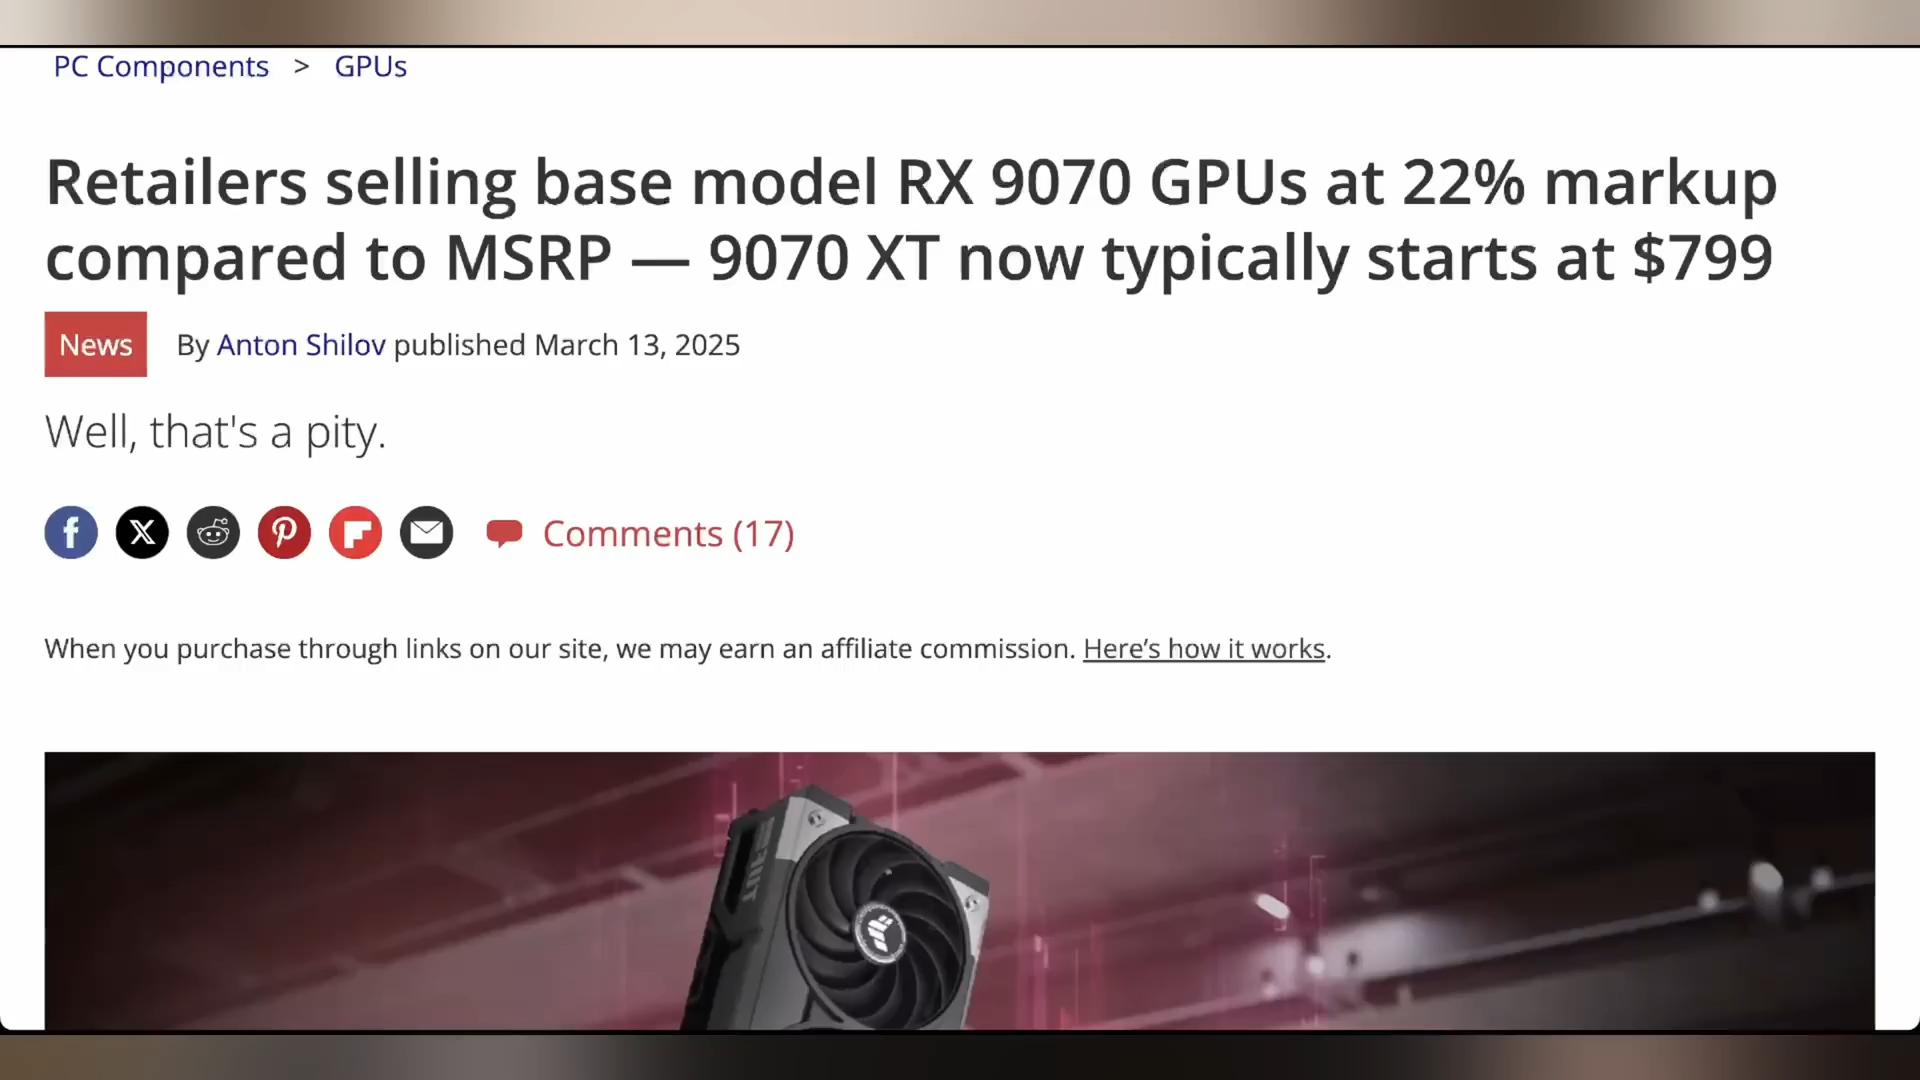 PC Components > GPUs
Retailers selling base model RX 9070 GPUs at 22% markup
compared to MSRP — 9070 XT now typically starts at $799
News By Anton Shilov published March 13, 2025
Well, that's a pity.
Comments (17)
When you purchase through links on our site, we may earn an affiliate commission. Here’s how it works.